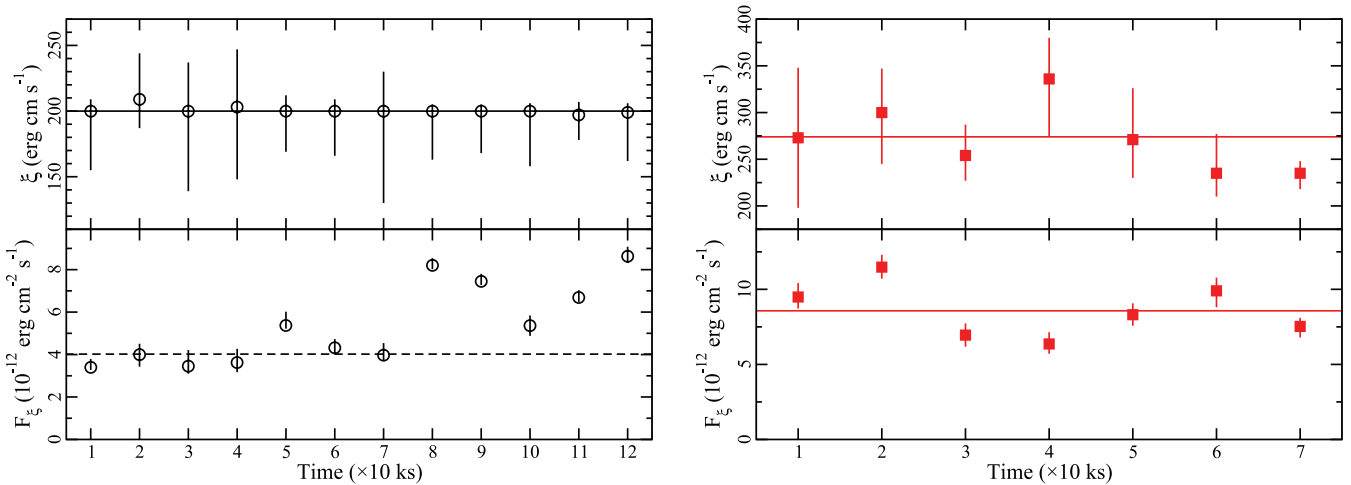 ξ (erg cm s⁻¹)
250
200
150
F_ξ (10⁻¹² erg cm⁻² s⁻¹)
8
6
4
2
0
1 2 3 4 5 6 7 8 9 10 11 12
Time (×10 ks)
ξ (erg cm s⁻¹)
400
350
300
250
200
F_ξ (10⁻¹² erg cm⁻² s⁻¹)
10
5
0
1 2 3 4 5 6 7
Time (×10 ks)